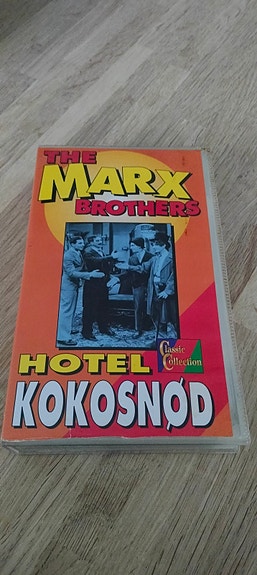 THE
MARX
BROTHERS
Classic
Collection
HOTEL
KOKOSNØD